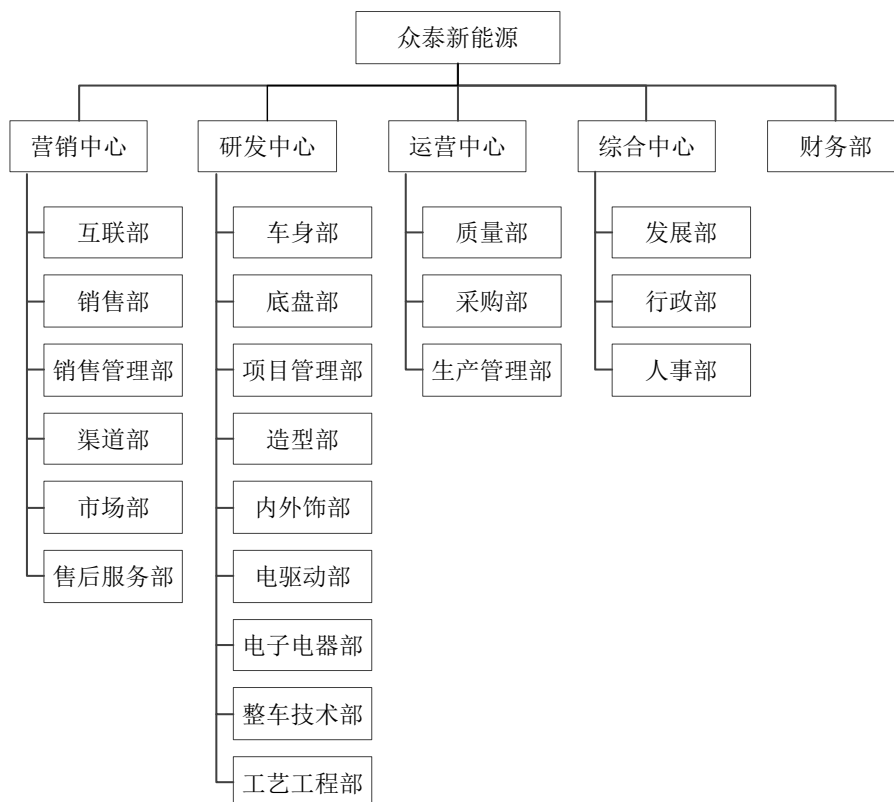 众泰新能源
营销中心
研发中心
运营中心
综合中心
财务部
互联部
车身部
质量部
发展部
销售部
底盘部
采购部
行政部
销售管理部
项目管理部
生产管理部
人事部
渠道部
造型部
市场部
内外饰部
售后服务部
电驱动部
电子电器部
整车技术部
工艺工程部